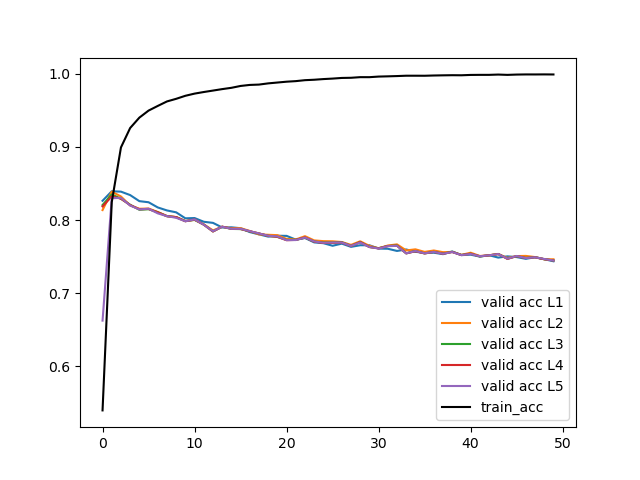 1.0
0.9
0.8
0.7
0.6
0
10
20
30
40
50
valid acc L1
valid acc L2
valid acc L3
valid acc L4
valid acc L5
train_acc